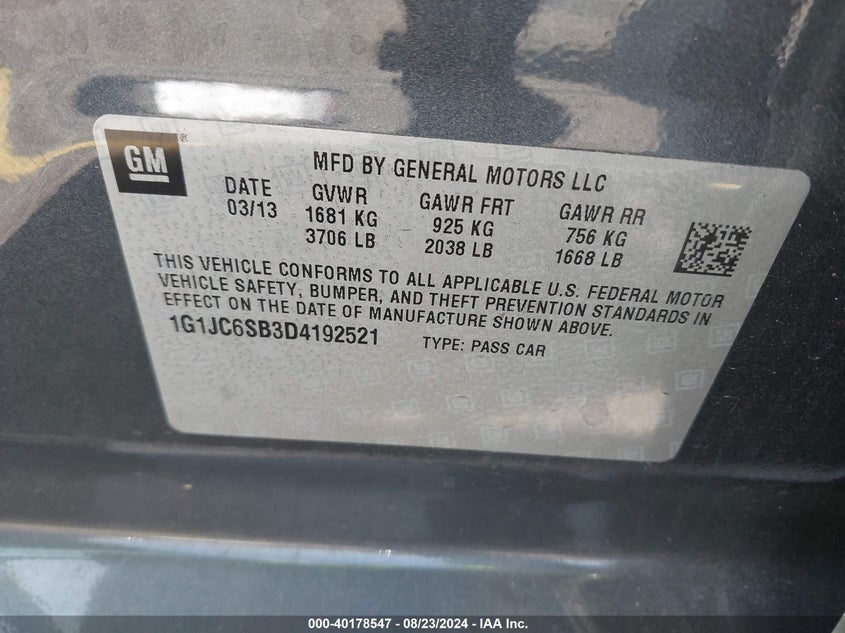 GM ®
MFD BY GENERAL MOTORS LLC
DATE GVWR GAWR FRT GAWR RR
03/13 1681 KG 925 KG 756 KG
3706 LB 2038 LB 1668 LB
THIS VEHICLE CONFORMS TO ALL APPLICABLE U.S. FEDERAL MOTOR
VEHICLE SAFETY, BUMPER, AND THEFT PREVENTION STANDARDS IN
EFFECT ON THE DATE OF MANUFACTURE SHOWN ABOVE.
1G1JC6SB3D4192521 TYPE: PASS CAR
000-40178547 - 08/23/2024 - IAA Inc.